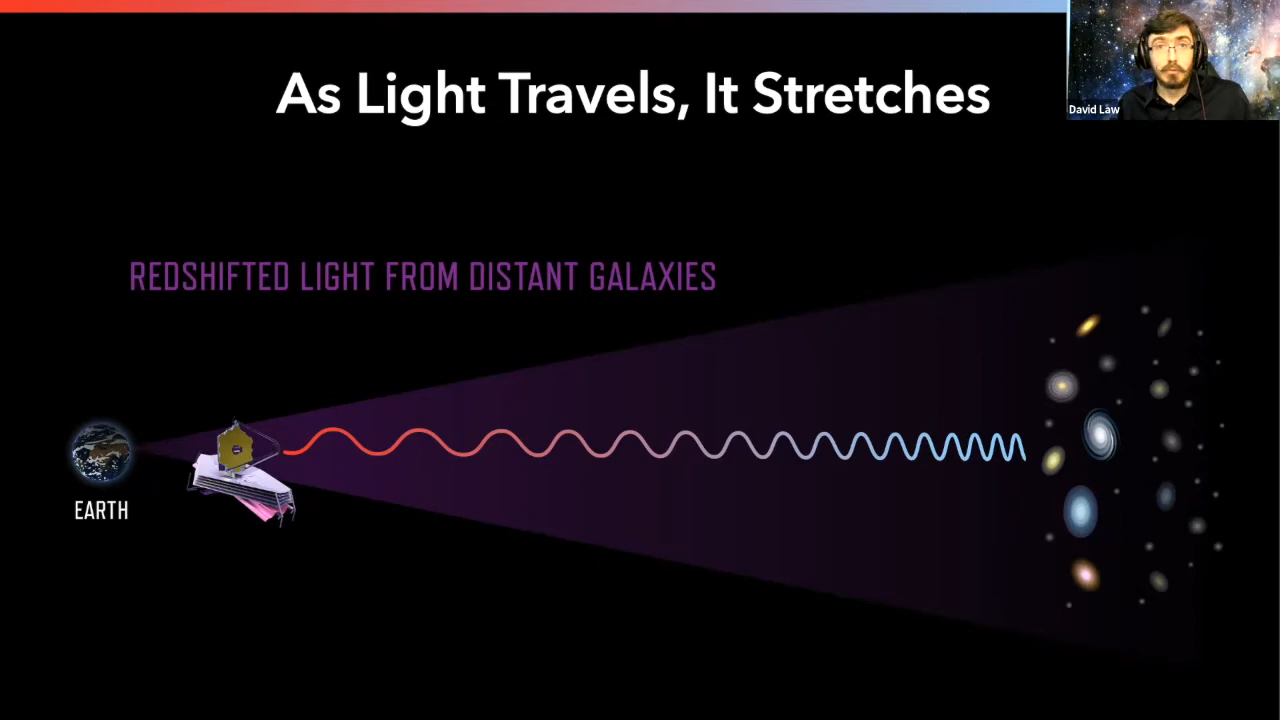 As Light Travels, It Stretches
David Law
REDSHIFTED LIGHT FROM DISTANT GALAXIES
EARTH